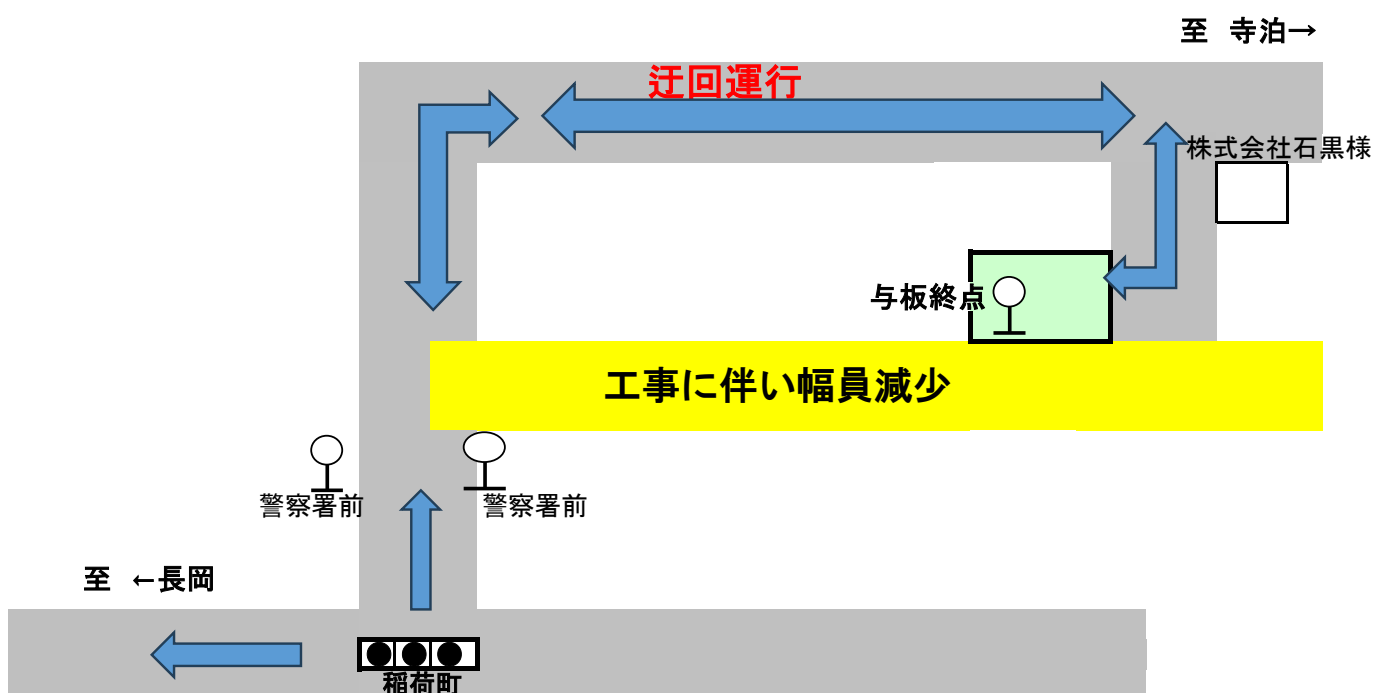 至 寺泊→
迂回運行
株式会社石黒様
与板終点
工事に伴い幅員減少
警察署前
警察署前
至 ←長岡
稲荷町